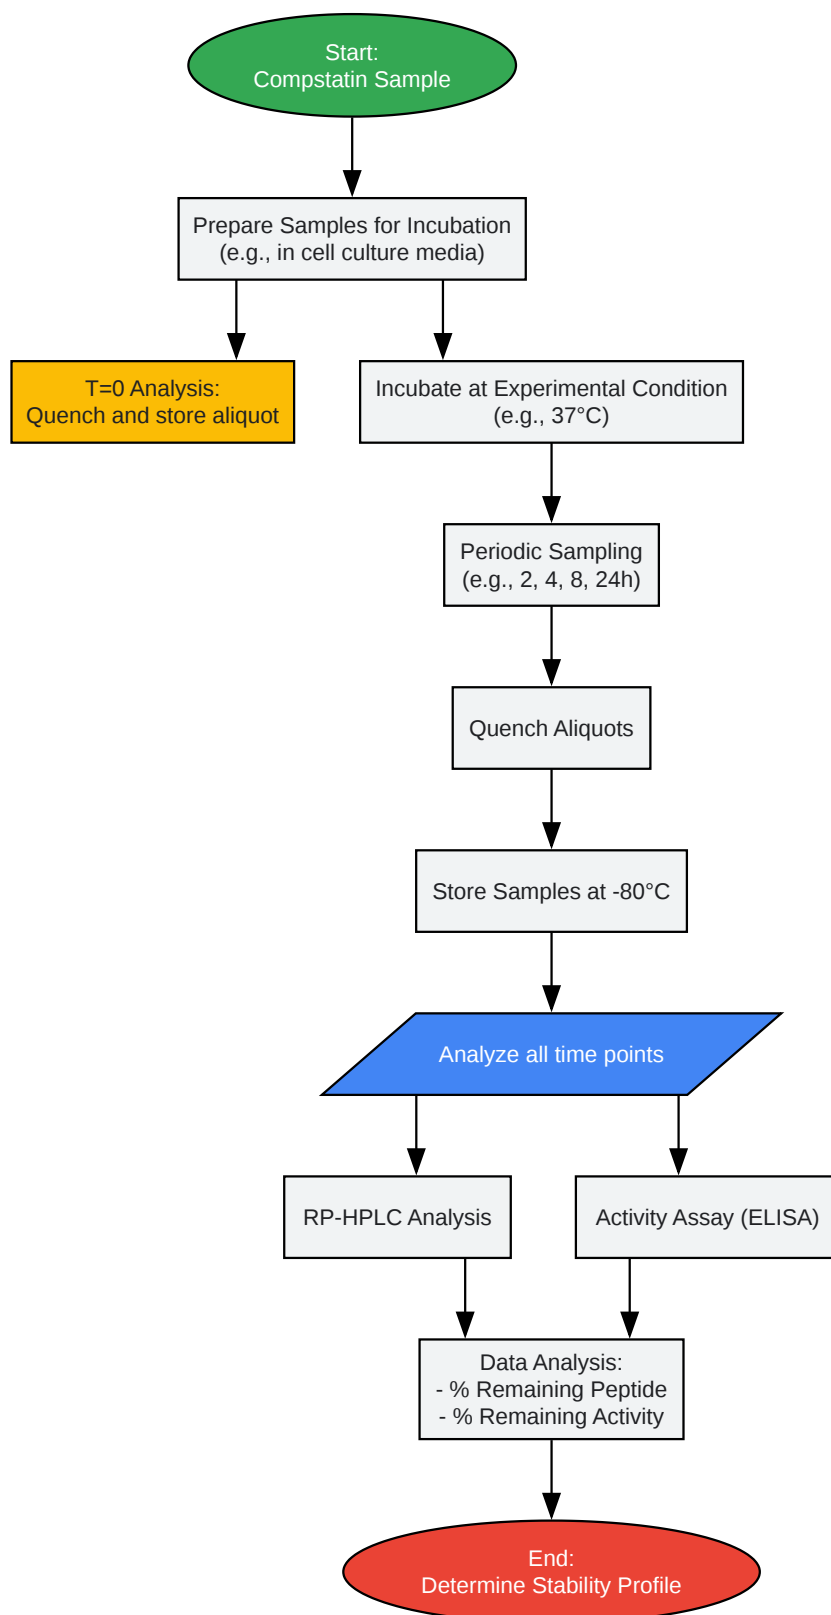 Start:
Compstatin Sample
Prepare Samples for Incubation
(e.g., in cell culture media)
T=0 Analysis:
Quench and store aliquot
Incubate at Experimental Condition
(e.g., 37°C)
Periodic Sampling
(e.g., 2, 4, 8, 24h)
Quench Aliquots
Store Samples at -80°C
Analyze all time points
RP-HPLC Analysis
Activity Assay (ELISA)
Data Analysis:
- % Remaining Peptide
- % Remaining Activity
End:
Determine Stability Profile